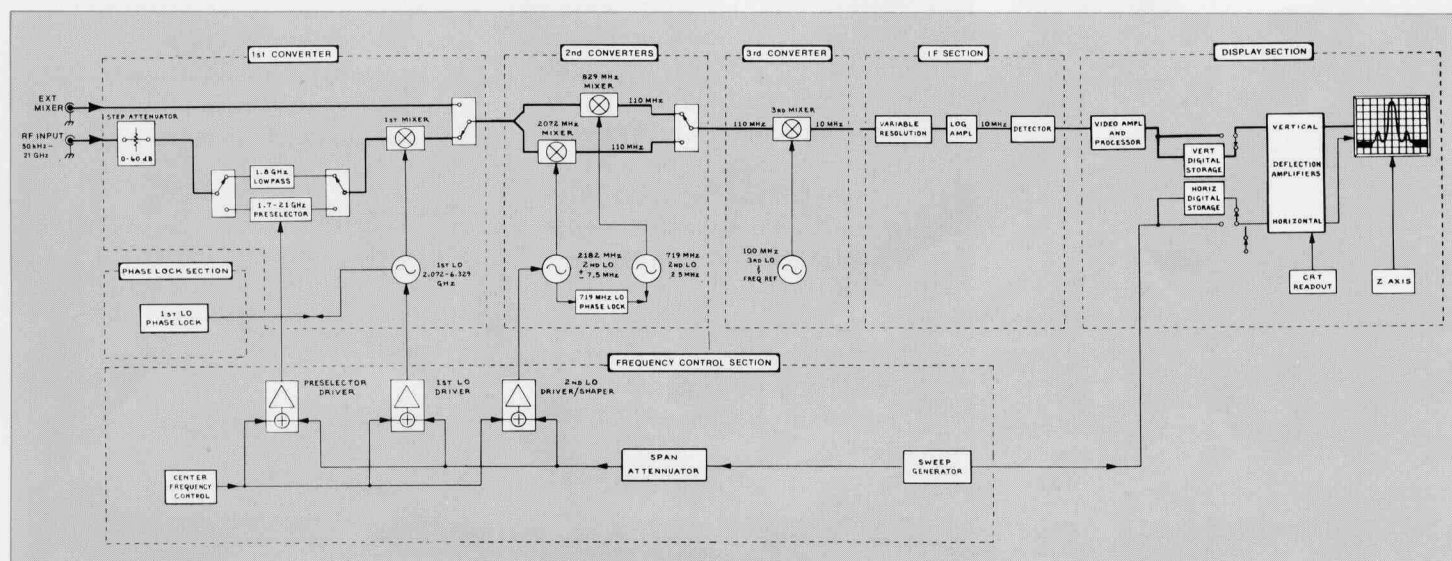 1st CONVERTER
2nd CONVERTERS
3rd CONVERTER
IF SECTION
DISPLAY SECTION
EXT
MIXER
RF INPUT
50 kHz–
21 GHz
1 STEP ATTENUATOR
0-60 dB
1.8 GHz
LOWPASS
1.7-21 GHz
PRESELECTOR
1ST MIXER
829 MHz
MIXER
110 MHz
2072 MHz
MIXER
110 MHz
110 MHz
3RD MIXER
10 MHz
VARIABLE
RESOLUTION
LOG
AMPL
10 MHz
DETECTOR
VIDEO AMPL
AND
PROCESSOR
VERT
DIGITAL
STORAGE
HORIZ
DIGITAL
STORAGE
VERTICAL
DEFLECTION
AMPLIFIERS
HORIZONTAL
CRT
READOUT
Z AXIS
1ST LO
2.072-6.329
GHz
2182 MHz
2ND LO
± 7.5 MHz
719 MHz
2ND LO
2.5 MHz
719 MHz LO
PHASE LOCK
100 MHz
3RD LO
&
FREQ REF
PHASE LOCK SECTION
1ST LO
PHASE LOCK
FREQUENCY CONTROL SECTION
PRESELECTOR
DRIVER
1ST LO
DRIVER
2ND LO
DRIVER/SHAPER
CENTER
FREQUENCY
CONTROL
SPAN
ATTENNUATOR
SWEEP
GENERATOR